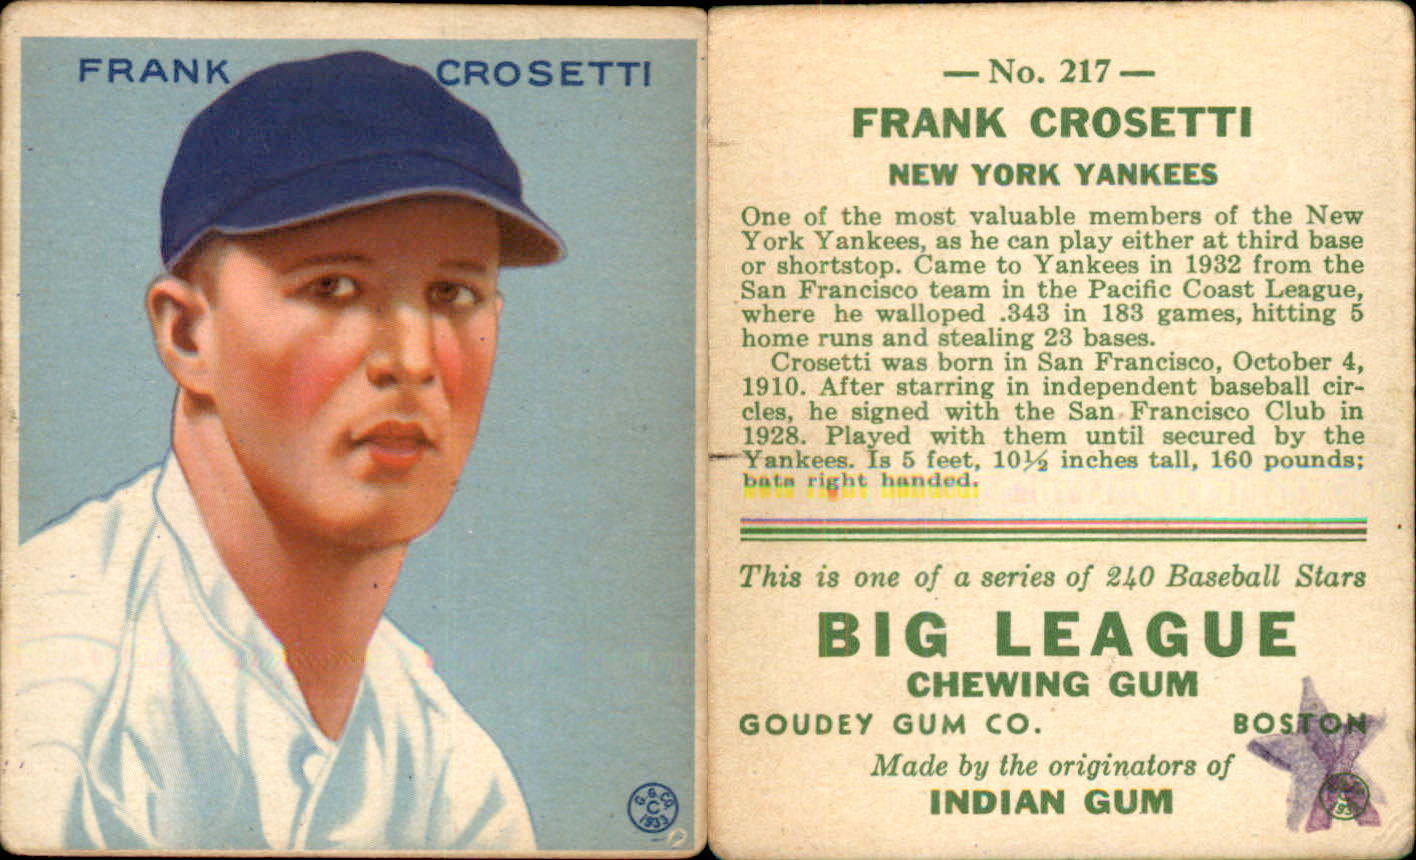 FRANK CROSETTI
G.G.CO.
C
1933
— No. 217 —
FRANK CROSETTI
NEW YORK YANKEES
One of the most valuable members of the New
York Yankees, as he can play either at third base
or shortstop. Came to Yankees in 1932 from the
San Francisco team in the Pacific Coast League,
where he walloped .343 in 183 games, hitting 5
home runs and stealing 23 bases.
Crosetti was born in San Francisco, October 4,
1910. After starring in independent baseball cir-
cles, he signed with the San Francisco Club in
1928. Played with them until secured by the
Yankees. Is 5 feet, 10½ inches tall, 160 pounds;
bats right handed.
This is one of a series of 240 Baseball Stars
BIG LEAGUE
CHEWING GUM
GOUDEY GUM CO. BOSTON
Made by the originators of
INDIAN GUM